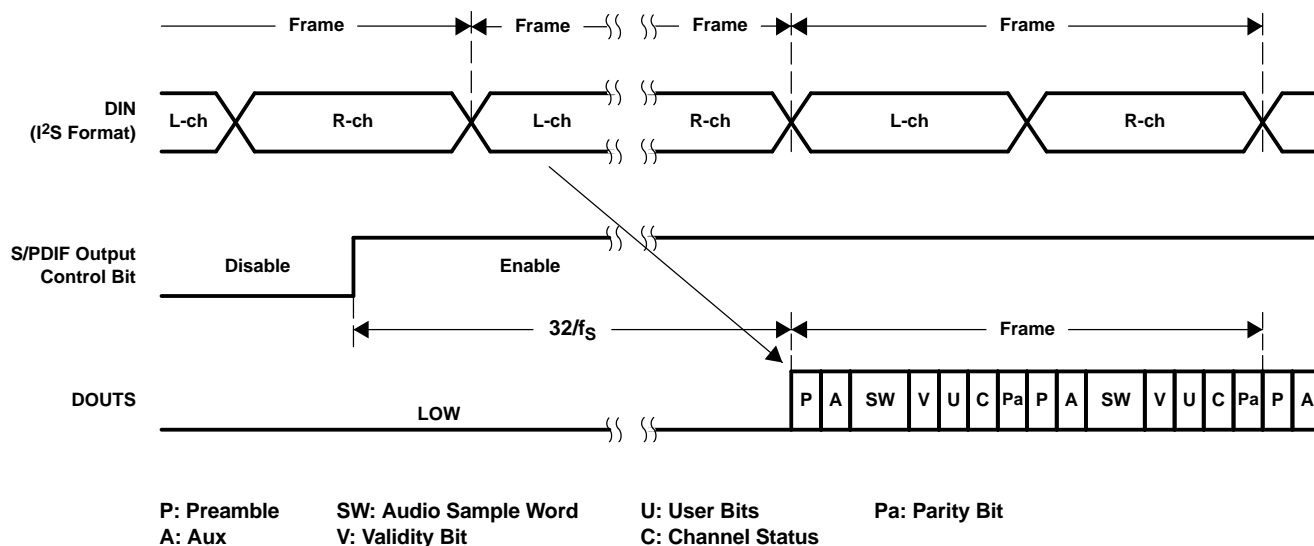 Frame Frame Frame Frame
DIN
(I²S Format)
L-ch R-ch L-ch R-ch L-ch R-ch
S/PDIF Output
Control Bit
Disable Enable
32/fS Frame
DOUTS
LOW
P A SW V U C Pa P A SW V U C Pa P A
P: Preamble SW: Audio Sample Word U: User Bits Pa: Parity Bit
A: Aux V: Validity Bit C: Channel Status